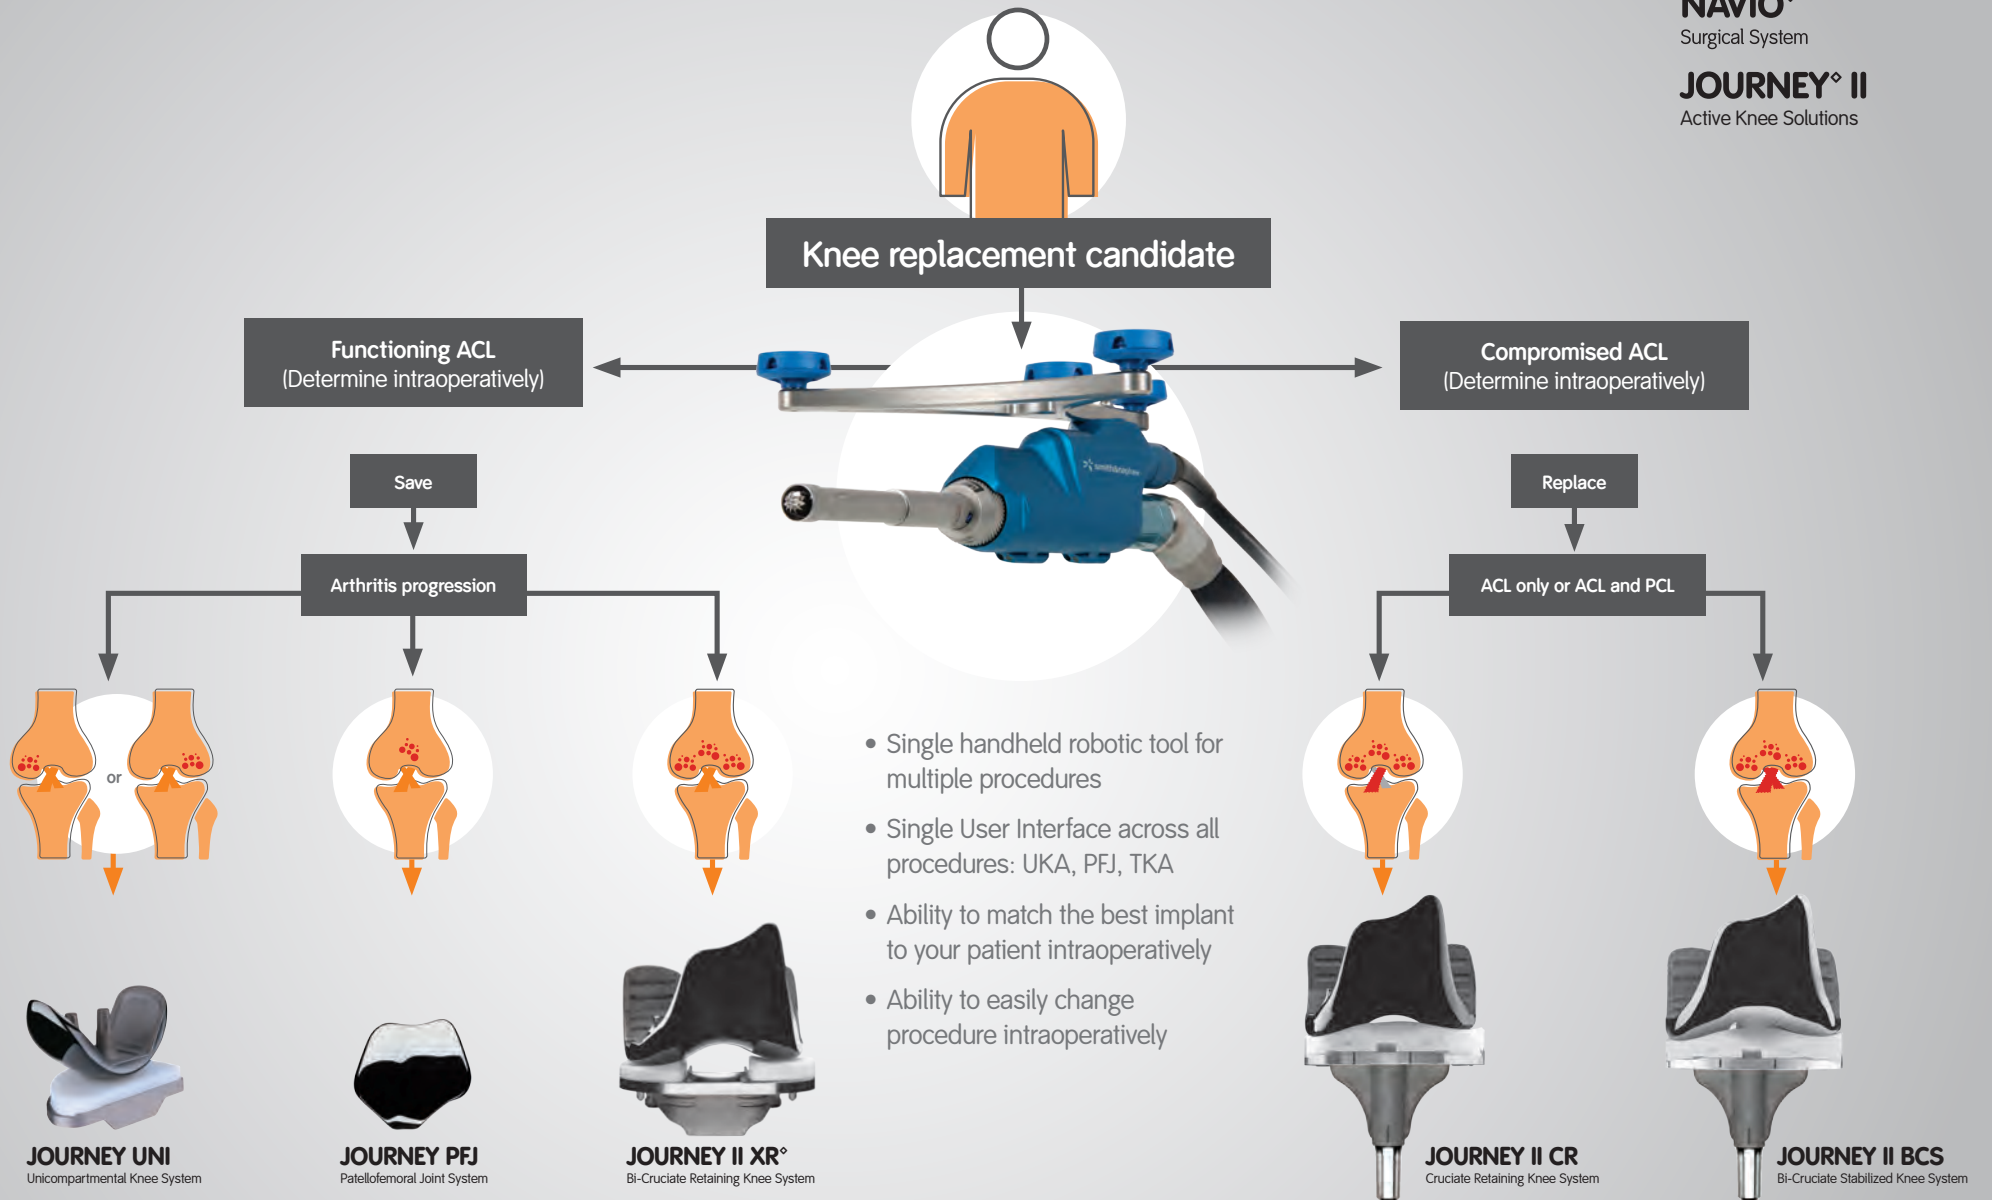 NAVIO◊
Surgical System
JOURNEY◊ II
Active Knee Solutions
Knee replacement candidate
Functioning ACL
(Determine intraoperatively)
Compromised ACL
(Determine intraoperatively)
smith&nephew
Save
Replace
Arthritis progression
ACL only or ACL and PCL
or
• Single handheld robotic tool for
multiple procedures
• Single User Interface across all
procedures: UKA, PFJ, TKA
• Ability to match the best implant
to your patient intraoperatively
• Ability to easily change
procedure intraoperatively
JOURNEY UNI
Unicompartmental Knee System
JOURNEY PFJ
Patellofemoral Joint System
JOURNEY II XR◊
Bi-Cruciate Retaining Knee System
JOURNEY II CR
Cruciate Retaining Knee System
JOURNEY II BCS
Bi-Cruciate Stabilized Knee System